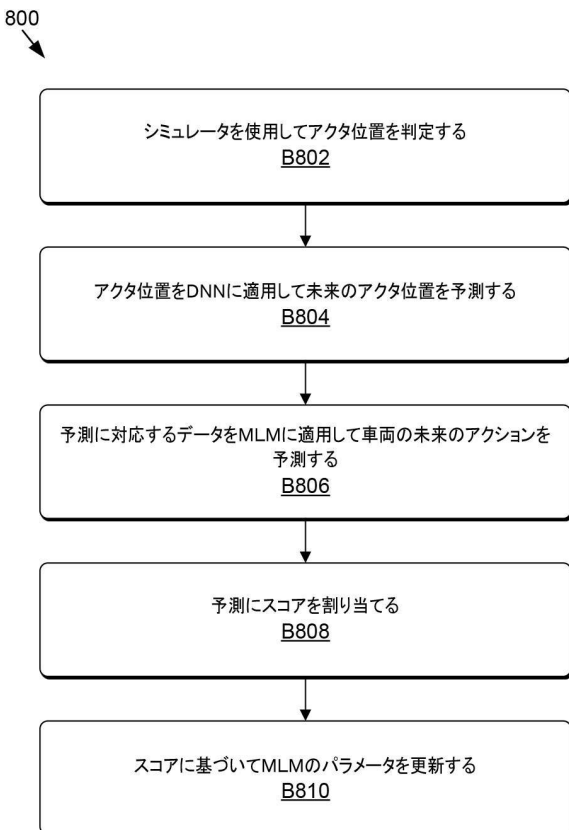 800
シミュレータを使用してアクタ位置を判定する
B802
アクタ位置をDNNに適用して未来のアクタ位置を予測する
B804
予測に対応するデータをMLMに適用して車両の未来のアクションを
予測する
B806
予測にスコアを割り当てる
B808
スコアに基づいてMLMのパラメータを更新する
B810